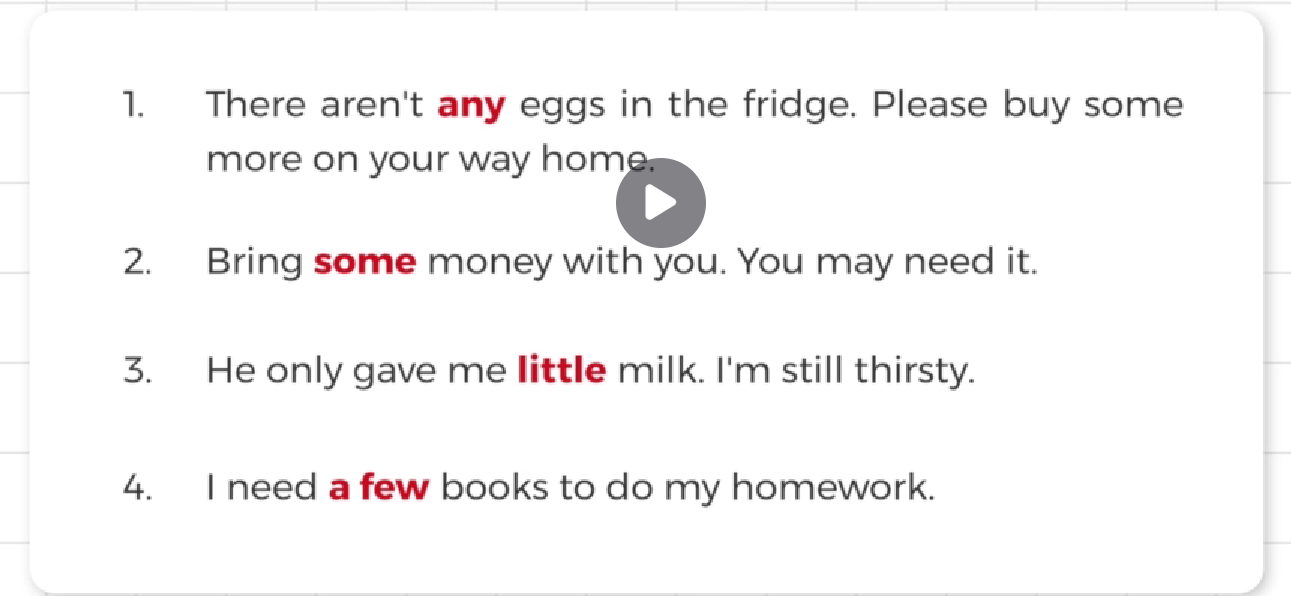 1. There aren't any eggs in the fridge. Please buy some
more on your way home.
2. Bring some money with you. You may need it.
3. He only gave me little milk. I'm still thirsty.
4. I need a few books to do my homework.